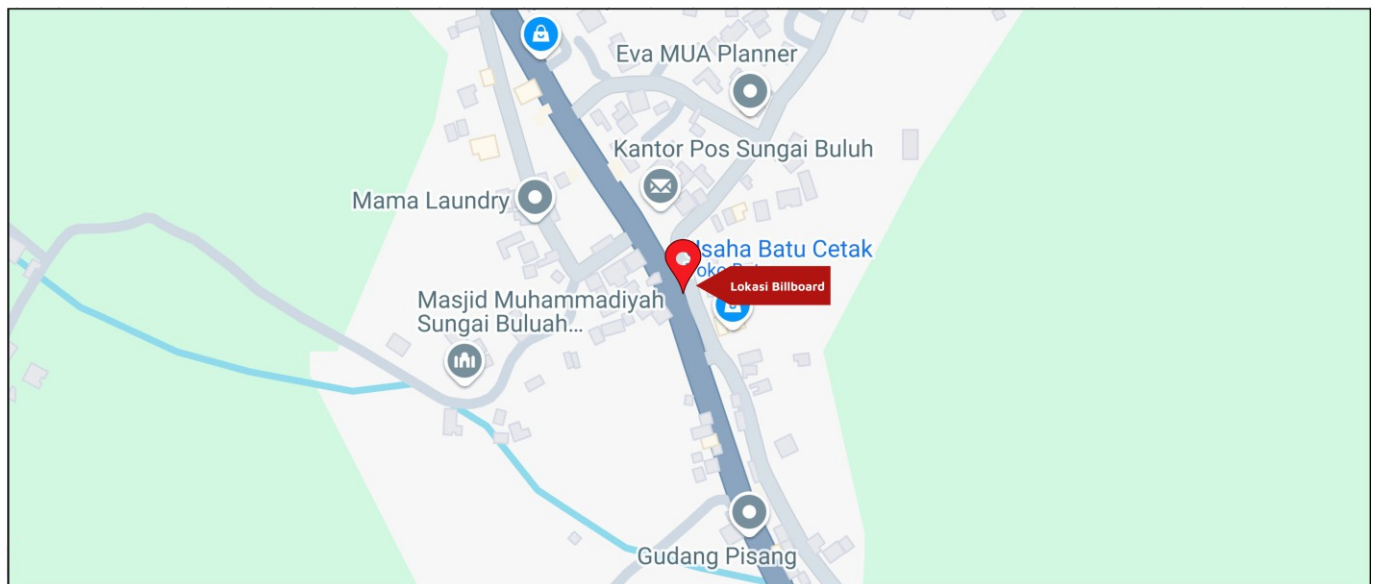 Eva MUA Planner
Kantor Pos Sungai Buluh
Mama Laundry
saha Batu Cetak
Lokasi Billboard
Masjid Muhammadiyah
Sungai Buluah...
Gudang Pisang